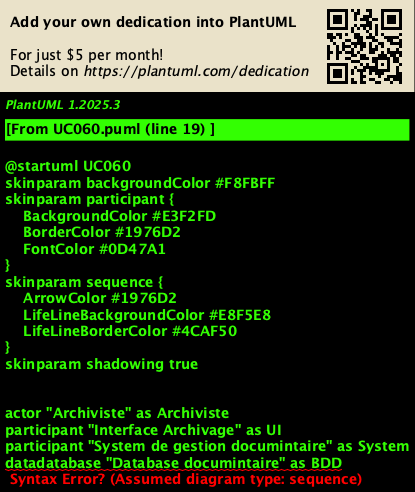 Add your own dedication into PlantUML
For just $5 per month!
Details on https://plantuml.com/dedication
PlantUML 1.2025.3
[From UC060.puml (line 19) ]
@startuml UC060
skinparam backgroundColor #F8FBFF
skinparam participant {
BackgroundColor #E3F2FD
BorderColor #1976D2
FontColor #0D47A1
}
skinparam sequence {
ArrowColor #1976D2
LifeLineBackgroundColor #E8F5E8
LifeLineBorderColor #4CAF50
}
skinparam shadowing true
actor "Archiviste" as Archiviste
participant "Interface Archivage" as UI
participant "System de gestion documintaire" as System
datadatabase "Database documintaire" as BDD
Syntax Error? (Assumed diagram type: sequence)